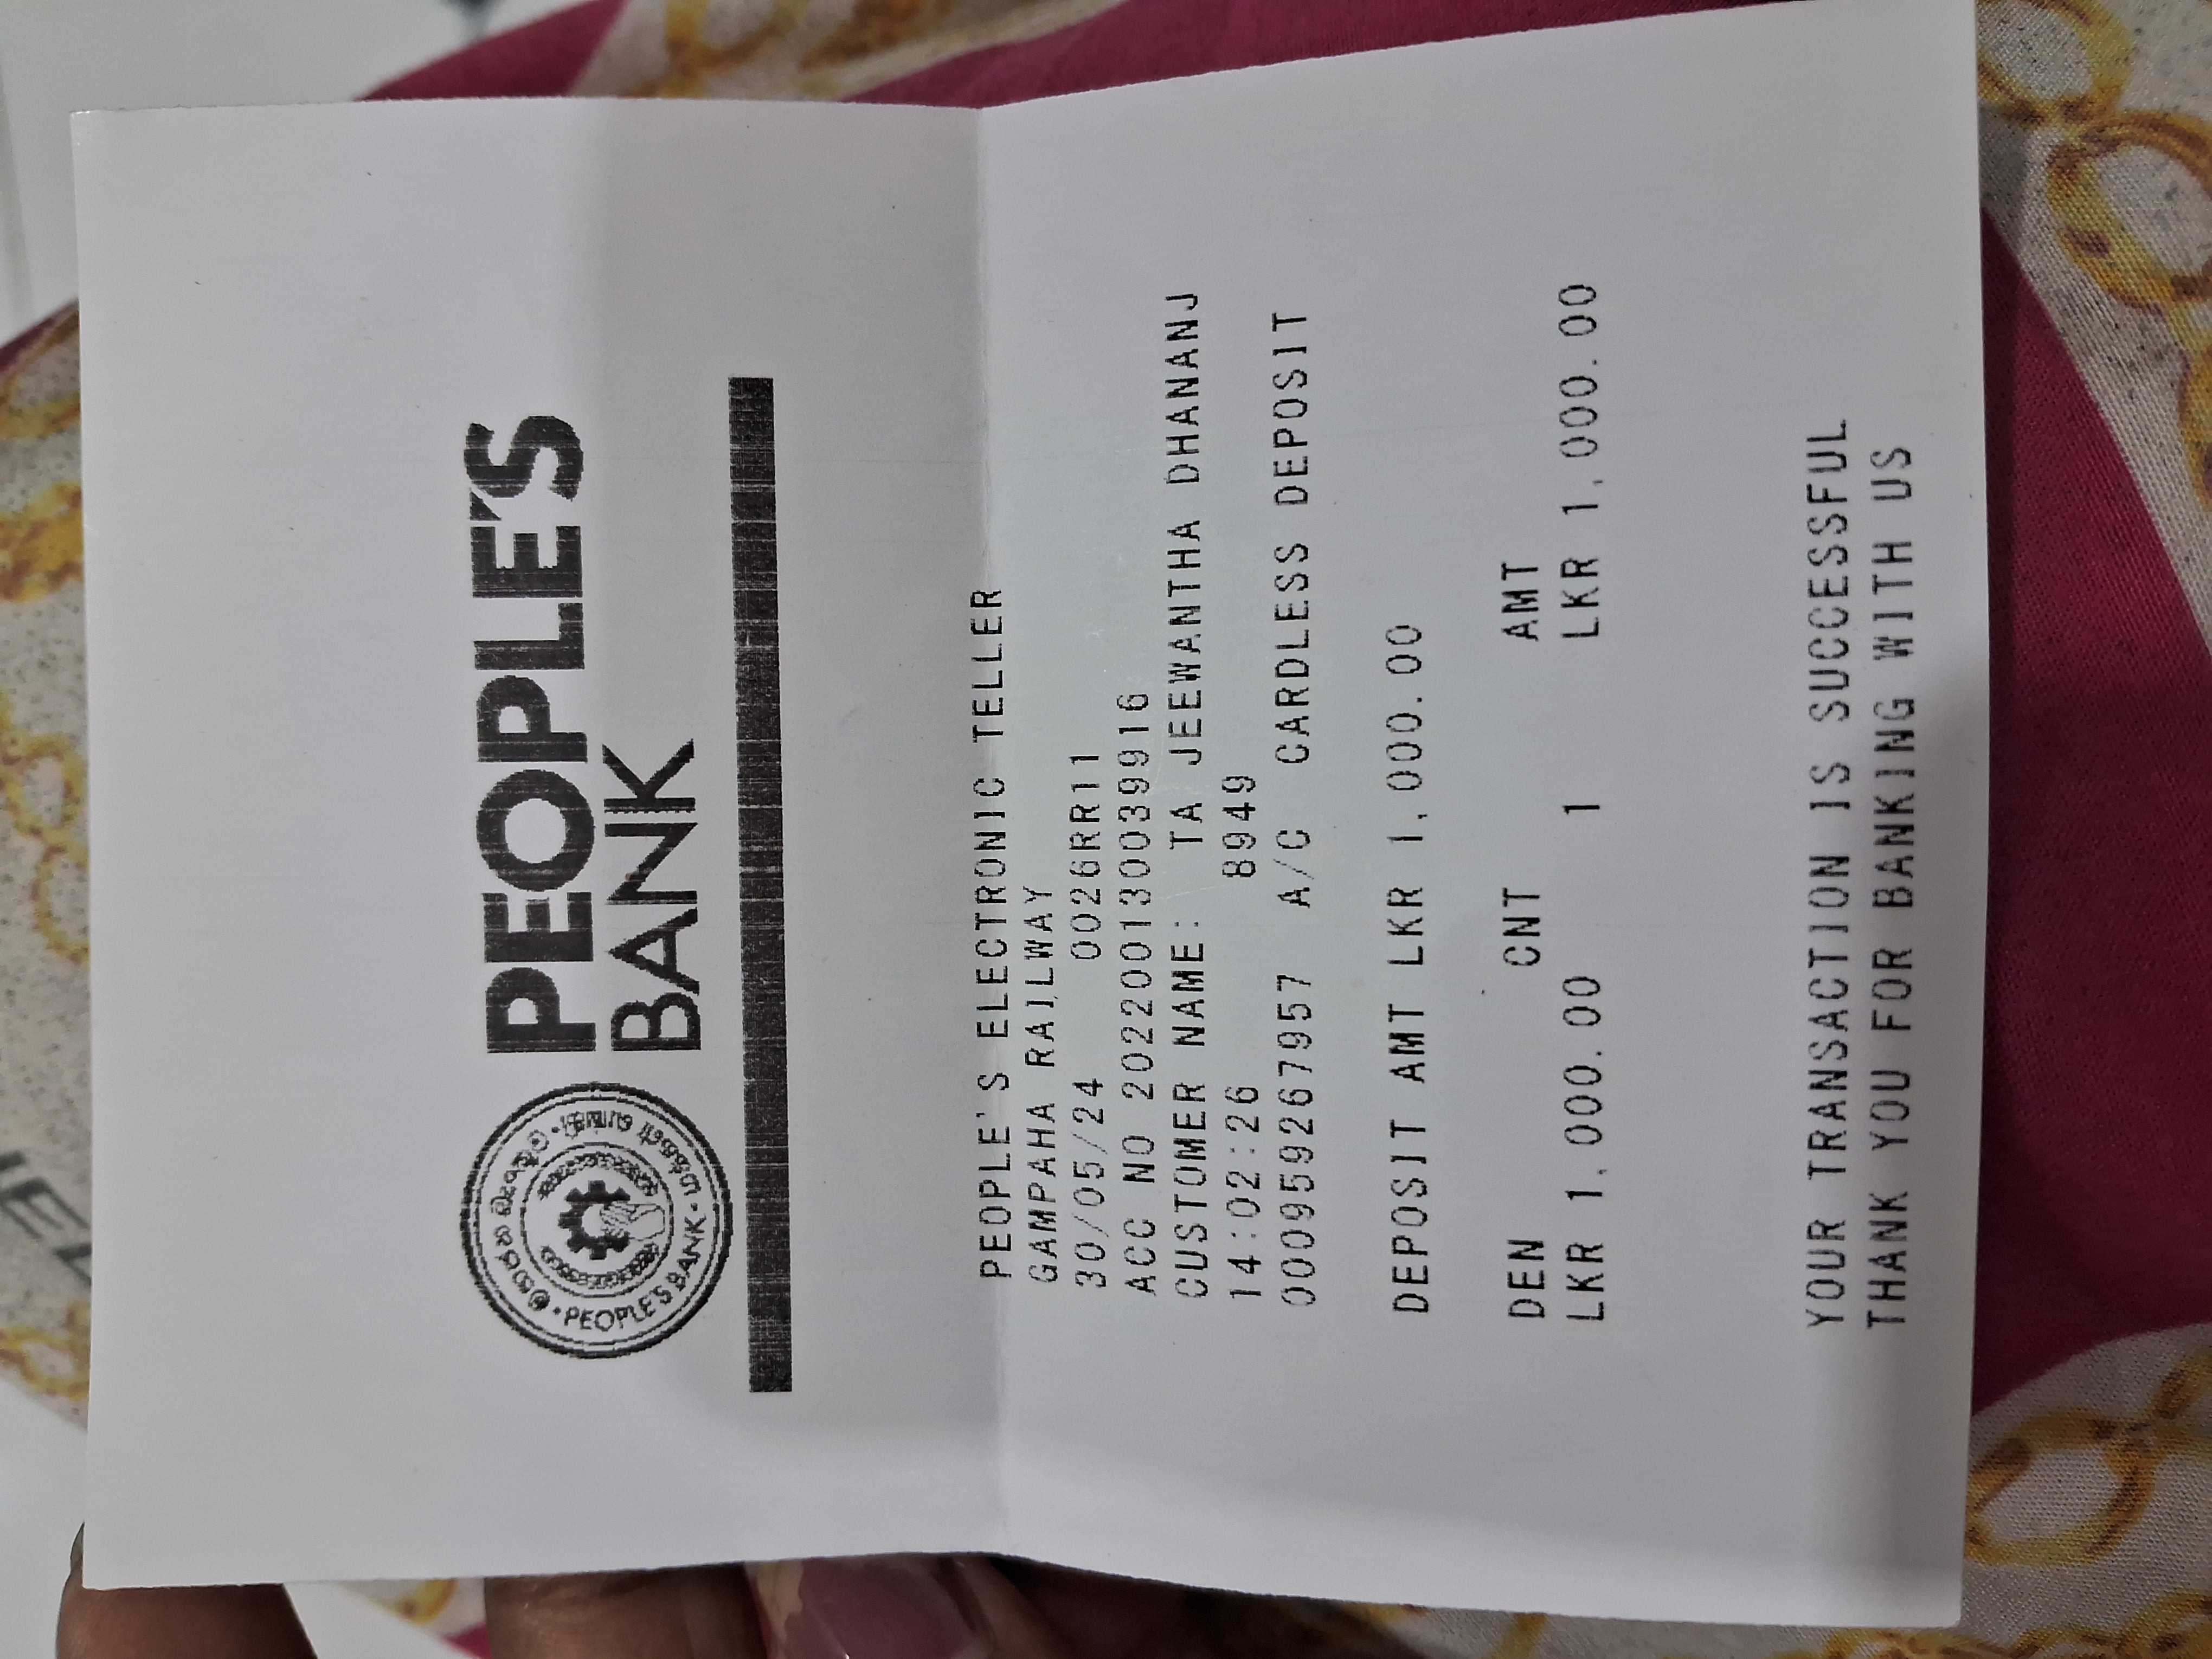 PEOPLE'S
BANK
PEOPLE'S BANK
PEOPLE'S ELECTRONIC TELLER
GAMPAHA RAILWAY
30/05/24 0026RR11
ACC NO 202200130039916
CUSTOMER NAME: TA JEEWANTHA DHANANJ
14:02:26 8949
000959267957 A/C CARDLESS DEPOSIT
DEPOSIT AMT LKR 1,000.00
DEN CNT AMT
LKR 1,000.00 1 LKR 1,000.00
YOUR TRANSACTION IS SUCCESSFUL
THANK YOU FOR BANKING WITH US